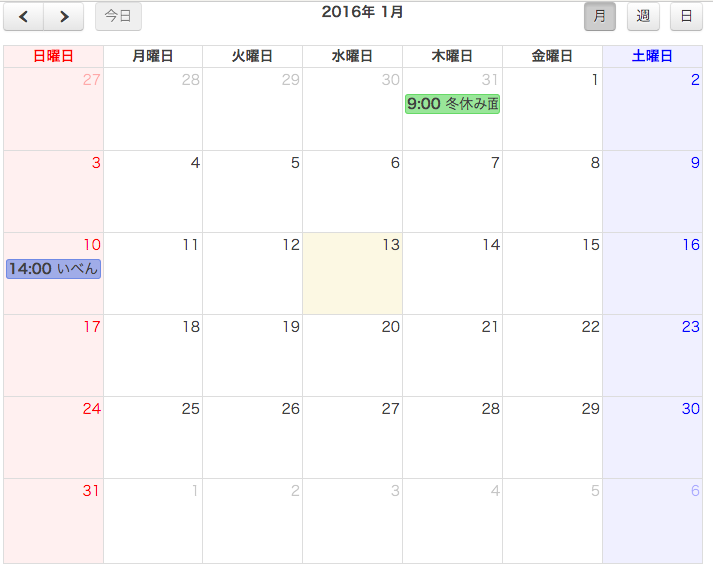 今日 2016年 1月 月 週 日
日曜日 月曜日 火曜日 水曜日 木曜日 金曜日 土曜日
27 28 29 30 31 1 2
9:00 冬休み面
3 4 5 6 7 8 9
10 11 12 13 14 15 16
14:00 いべん
17 18 19 20 21 22 23
24 25 26 27 28 29 30
31 1 2 3 4 5 6